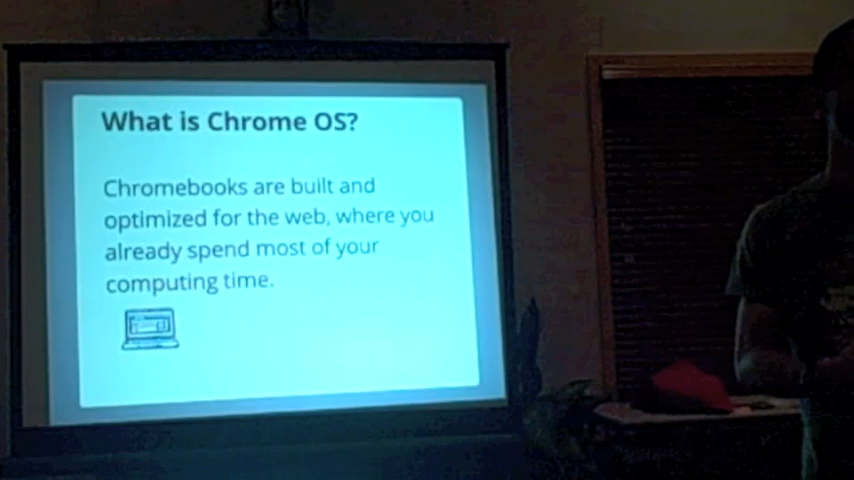 What is Chrome OS?
Chromebooks are built and
optimized for the web, where you
already spend most of your
computing time.